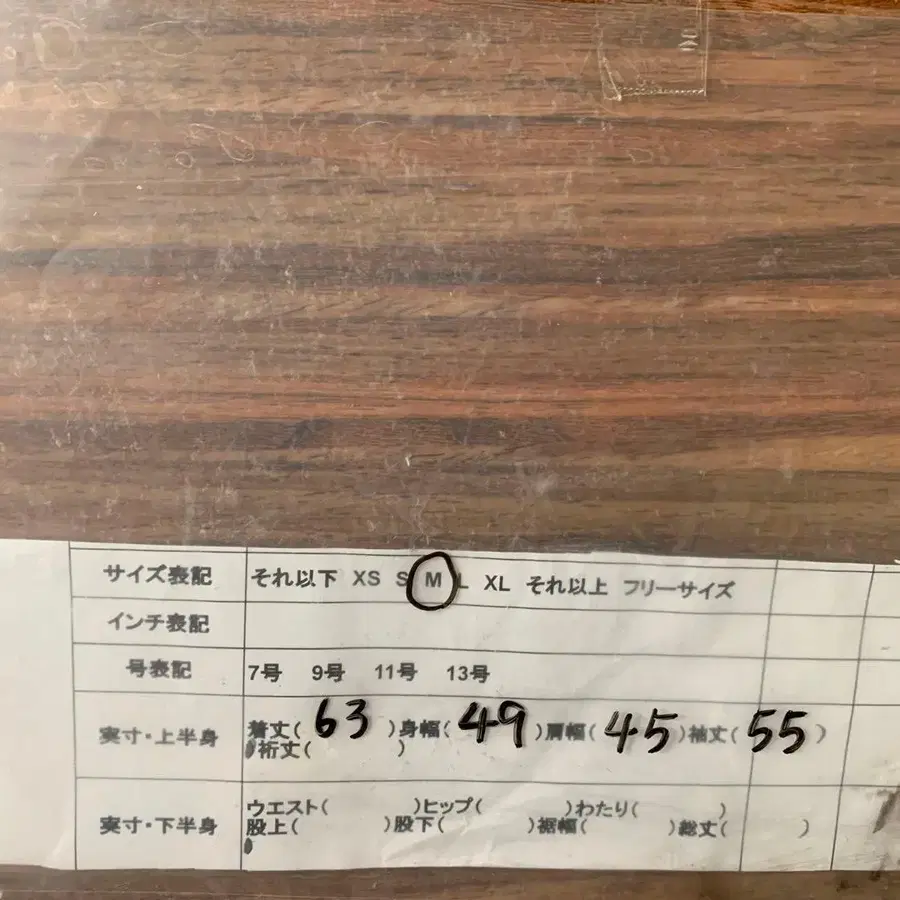 サイズ表記 それ以下 XS S M L XL それ以上 フリーサイズ
インチ表記
号表記 7号 9号 11号 13号
実寸・上半身 着丈( 63 )身幅( 49 )肩幅( 45 )袖丈( 55 )
裄丈( )
実寸・下半身 ウエスト( )ヒップ( )わたり( )
股上( )股下( )裾幅( )総丈( )